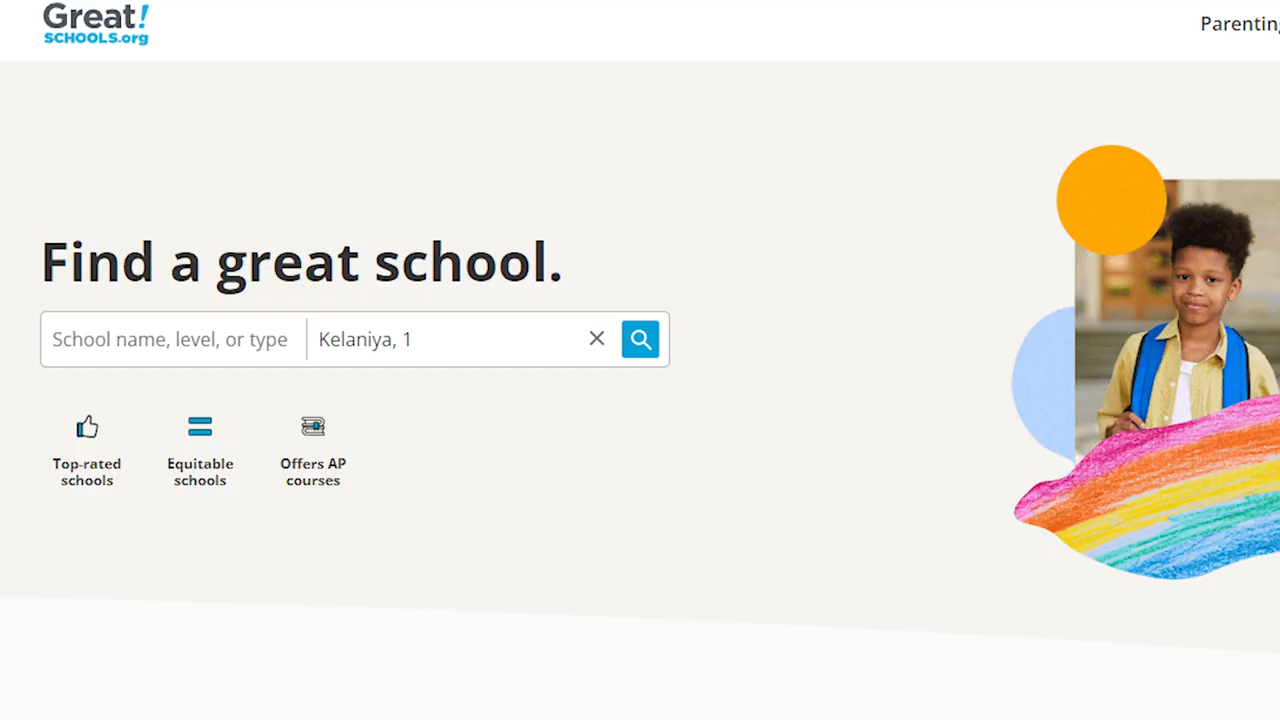 Great!
SCHOOLS.org
Parenting
Find a great school.
School name, level, or type
Kelaniya, 1
Top-rated
schools
Equitable
schools
Offers AP
courses